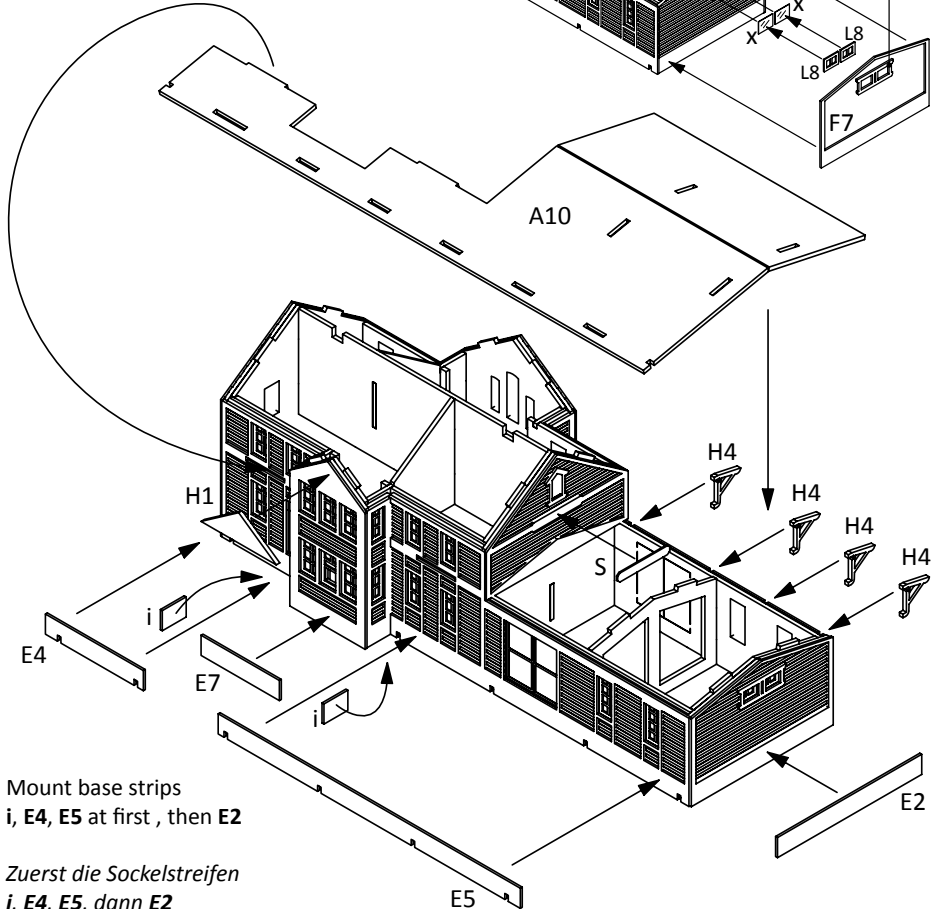 X
X
L8
L8
F7
A10
H4
H4
H4
H4
H1
S
i
E4
E7
i
E2
Mount base strips
i, E4, E5 at first , then E2
Zuerst die Sockelstreifen
i, E4, E5, dann E2
E5